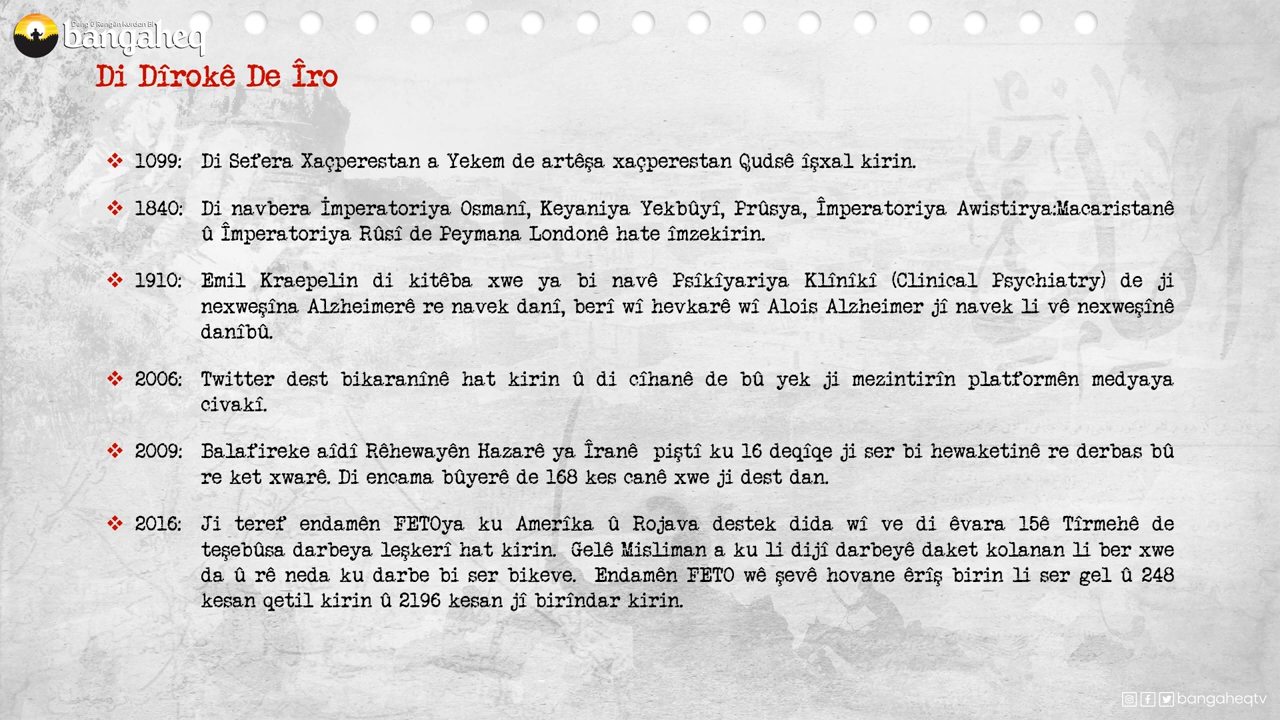 Deng û Rengên Kurdan Bi
bangaheq
Di Dîrokê De Îro
❖ 1099: Di Sefera Xaçperestan a Yekem de artêşa xaçperestan Qudsê îşxal kirin.
❖ 1840: Di navbera İmperatoriya Osmanî, Keyaniya Yekbûyî, Prûsya, Împeratoriya Awistirya:Macaristanê
û Împeratoriya Rûsî de Peymana Londonê hate îmzekirin.
❖ 1910: Emil Kraepelin di kitêba xwe ya bi navê Psîkîyariya Klînîkî (Clinical Psychiatry) de ji
nexweşîna Alzheimerê re navek danî, berî wî hevkarê wî Alois Alzheimer jî navek li vê nexweşînê
danîbû.
❖ 2006: Twitter dest bikaranînê hat kirin û di cîhanê de bû yek ji mezintirîn platformên medyaya
civakî.
❖ 2009: Balafireke aîdî Rêhewayên Hazarê ya Îranê piştî ku 16 deqîqe ji ser bi hewaketinê re derbas bû
re ket xwarê. Di encama bûyerê de 168 kes canê xwe ji dest dan.
❖ 2016: Ji teref endamên FETOya ku Amerîka û Rojava destek dida wî ve di êvara 15ê Tîrmehê de
teşebûsa darbeya leşkerî hat kirin. Gelê Misliman a ku li dijî darbeyê daket kolanan li ber xwe
da û rê neda ku darbe bi ser bikeve. Endamên FETO wê şevê hovane êrîş birin li ser gel û 248
kesan qetil kirin û 2196 kesan jî birîndar kirin.
bangaheqtv